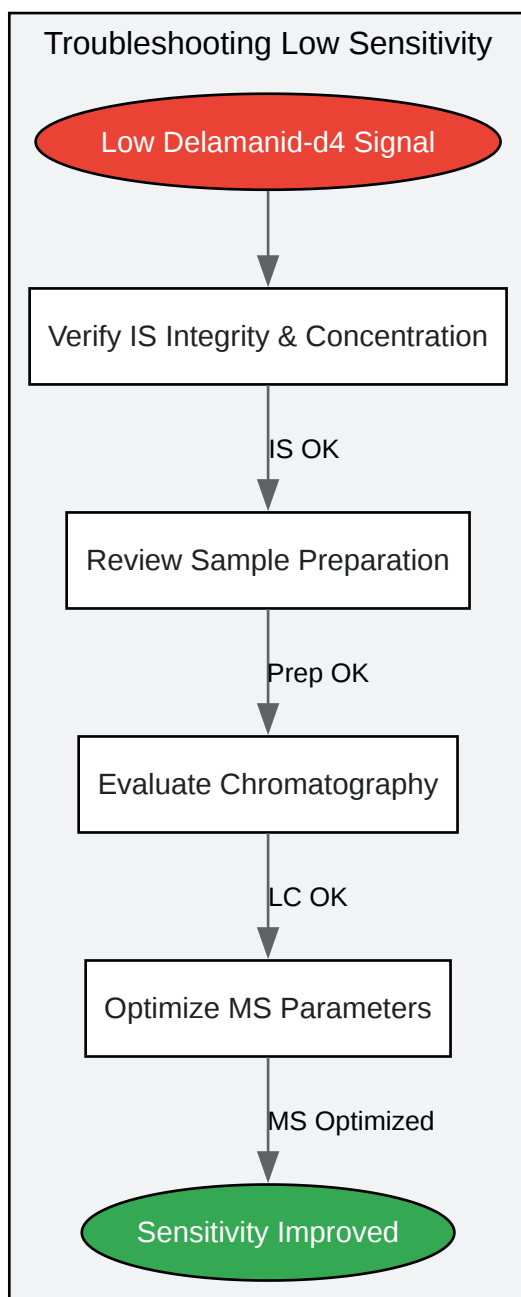 Troubleshooting Low Sensitivity
Low Delamanid-d4 Signal
Verify IS Integrity & Concentration
IS OK
Review Sample Preparation
Prep OK
Evaluate Chromatography
LC OK
Optimize MS Parameters
MS Optimized
Sensitivity Improved